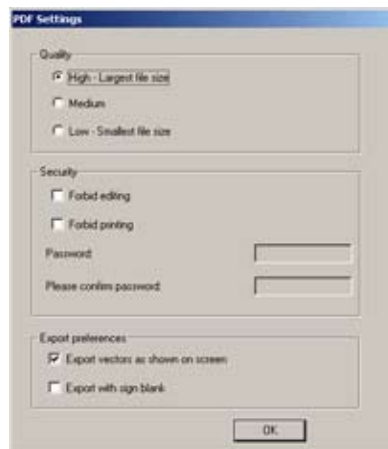 PDF Settings
Quality
High - Largest file size
Medium
Low - Smallest file size
Security
Forbid editing
Forbid printing
Password:
Please confirm password:
Export preferences
Export vectors as shown on screen
Export with sign blank
OK